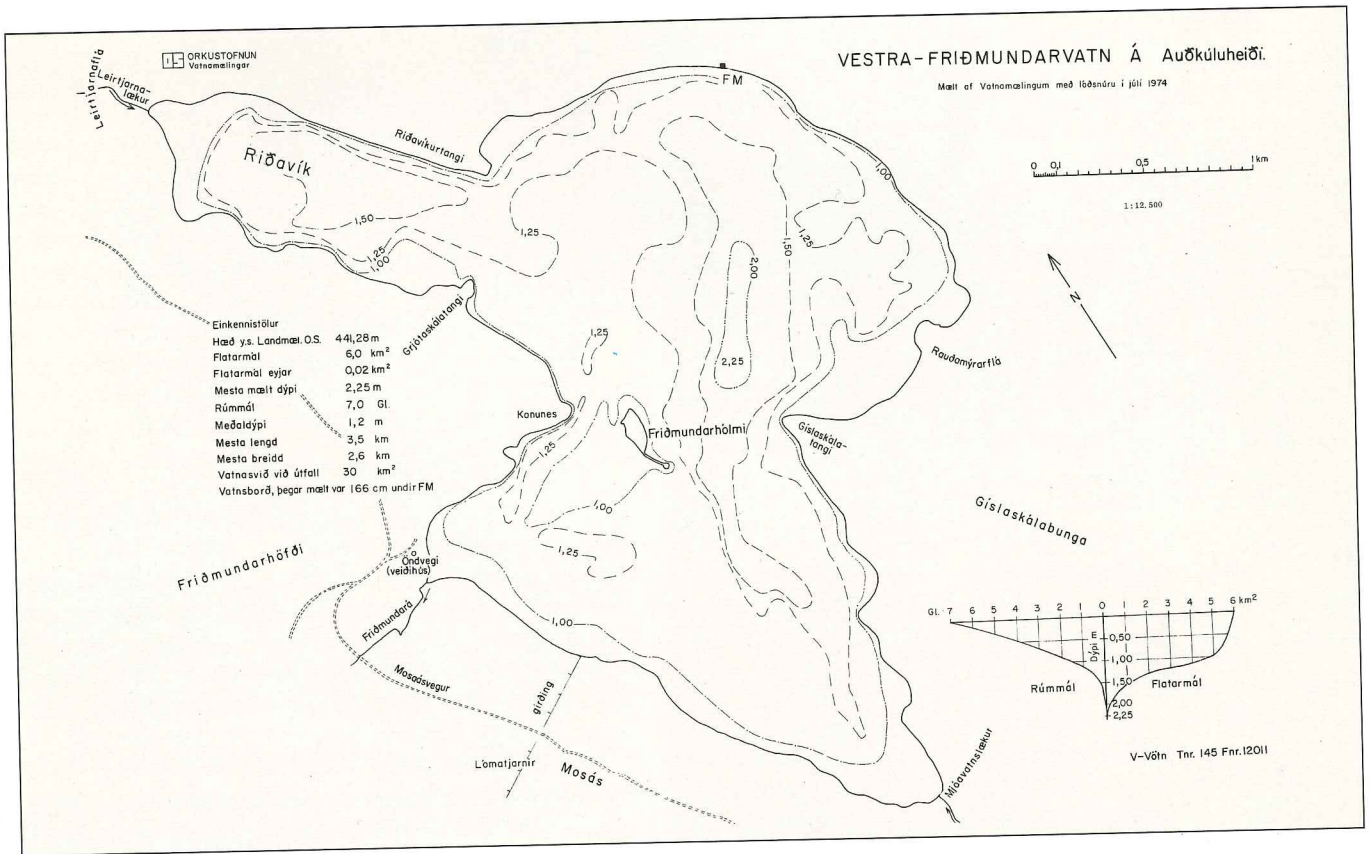 ORKUSTOFNUN
Vatnamælingar
VESTRA-FRIÐMUNDARVATN Á Auðkúluheiði.
Mælt af Vatnamælingum með lóðsnúru í júlí 1974
0 0,1 0,5 1 km
1:12.500
N
Leirtjarnaflá
Leirtjarna-
lækur
Riðavík
Riðavíkurtangi
FM
1,00
1,50
1,25
1,00
1,25
1,50
1,25
2,00
2,25
1,25
Grjótaskálatangi
Rauðamýrarflá
Konunes
Friðmundarhólmi
Gíslaskála-
tangi
1,25
1,00
1,25
1,00
Gíslaskálabunga
Einkennistölur
Hæð y.s. Landmæl. O.S. 441,28 m
Flatarmál 6,0 km²
Flatarmál eyjar 0,02 km²
Mesta mælt dýpi 2,25 m
Rúmmál 7,0 Gl.
Meðaldýpi 1,2 m
Mesta lengd 3,5 km
Mesta breidd 2,6 km
Vatnasvið við útfall 30 km²
Vatnsborð, þegar mælt var 166 cm undir FM
Friðmundarhöfði
Öndvegi
(veiðihús)
Friðmundará
Mosaásvegur
girðing
Lómatjarnir
Mosás
Mjóavatnslækur
Gl. 7 6 5 4 3 2 1 0 1 2 3 4 5 6 km²
Dýpi
0,50
1,00
1,50
2,00
2,25
Rúmmál
Flatarmál
V-Vötn Tnr. 145 Fnr. 12011